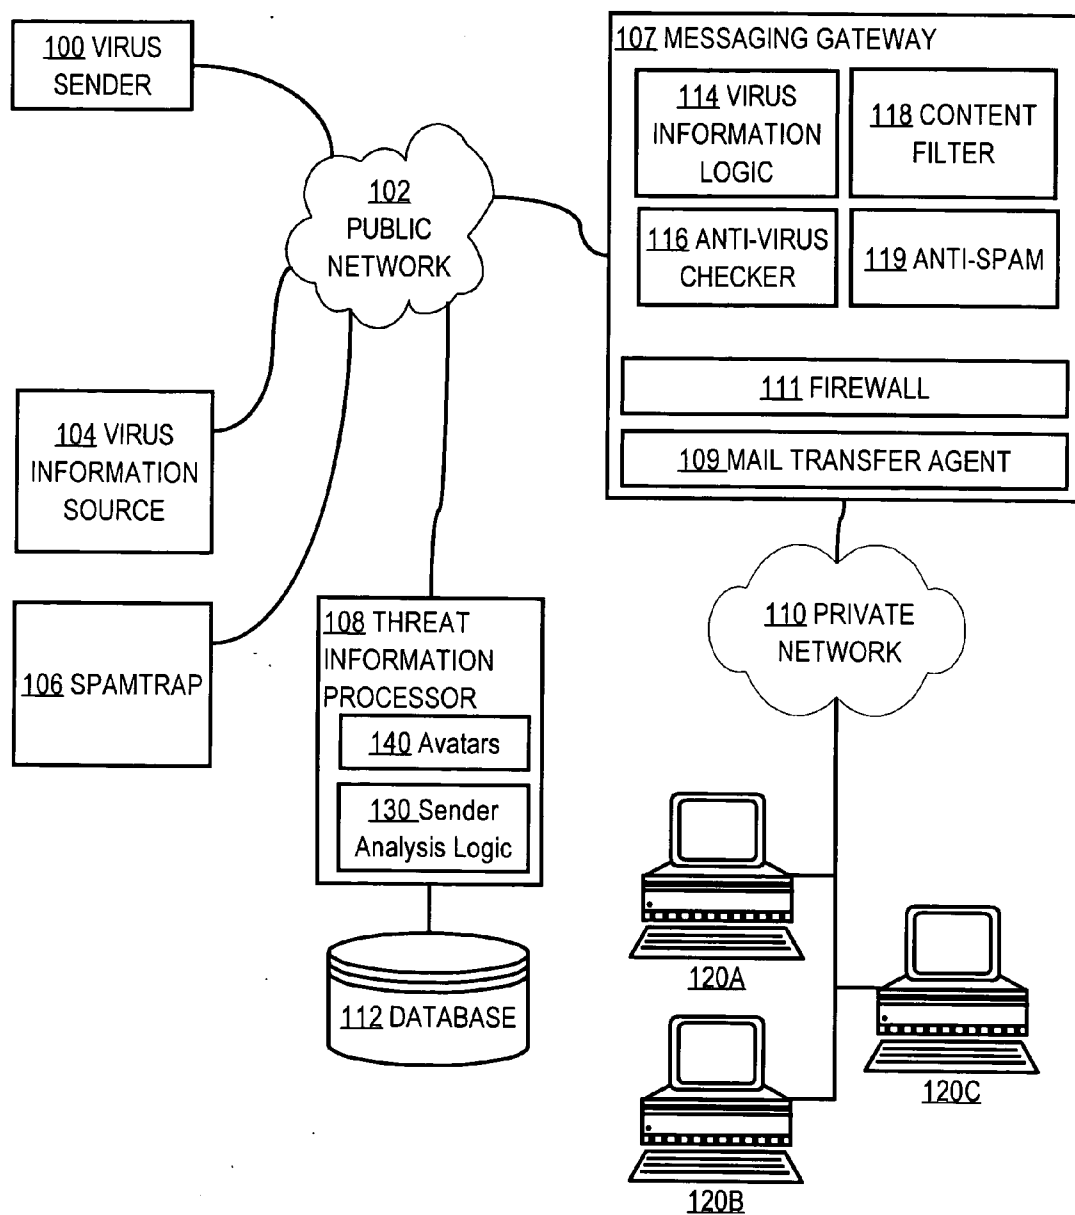 100 VIRUS
SENDER
107 MESSAGING GATEWAY
114 VIRUS
INFORMATION
LOGIC
118 CONTENT
FILTER
116 ANTI-VIRUS
CHECKER
119 ANTI-SPAM
111 FIREWALL
109 MAIL TRANSFER AGENT
102
PUBLIC
NETWORK
104 VIRUS
INFORMATION
SOURCE
106 SPAMTRAP
108 THREAT
INFORMATION
PROCESSOR
140 Avatars
130 Sender
Analysis Logic
112 DATABASE
110 PRIVATE
NETWORK
120A
120C
120B